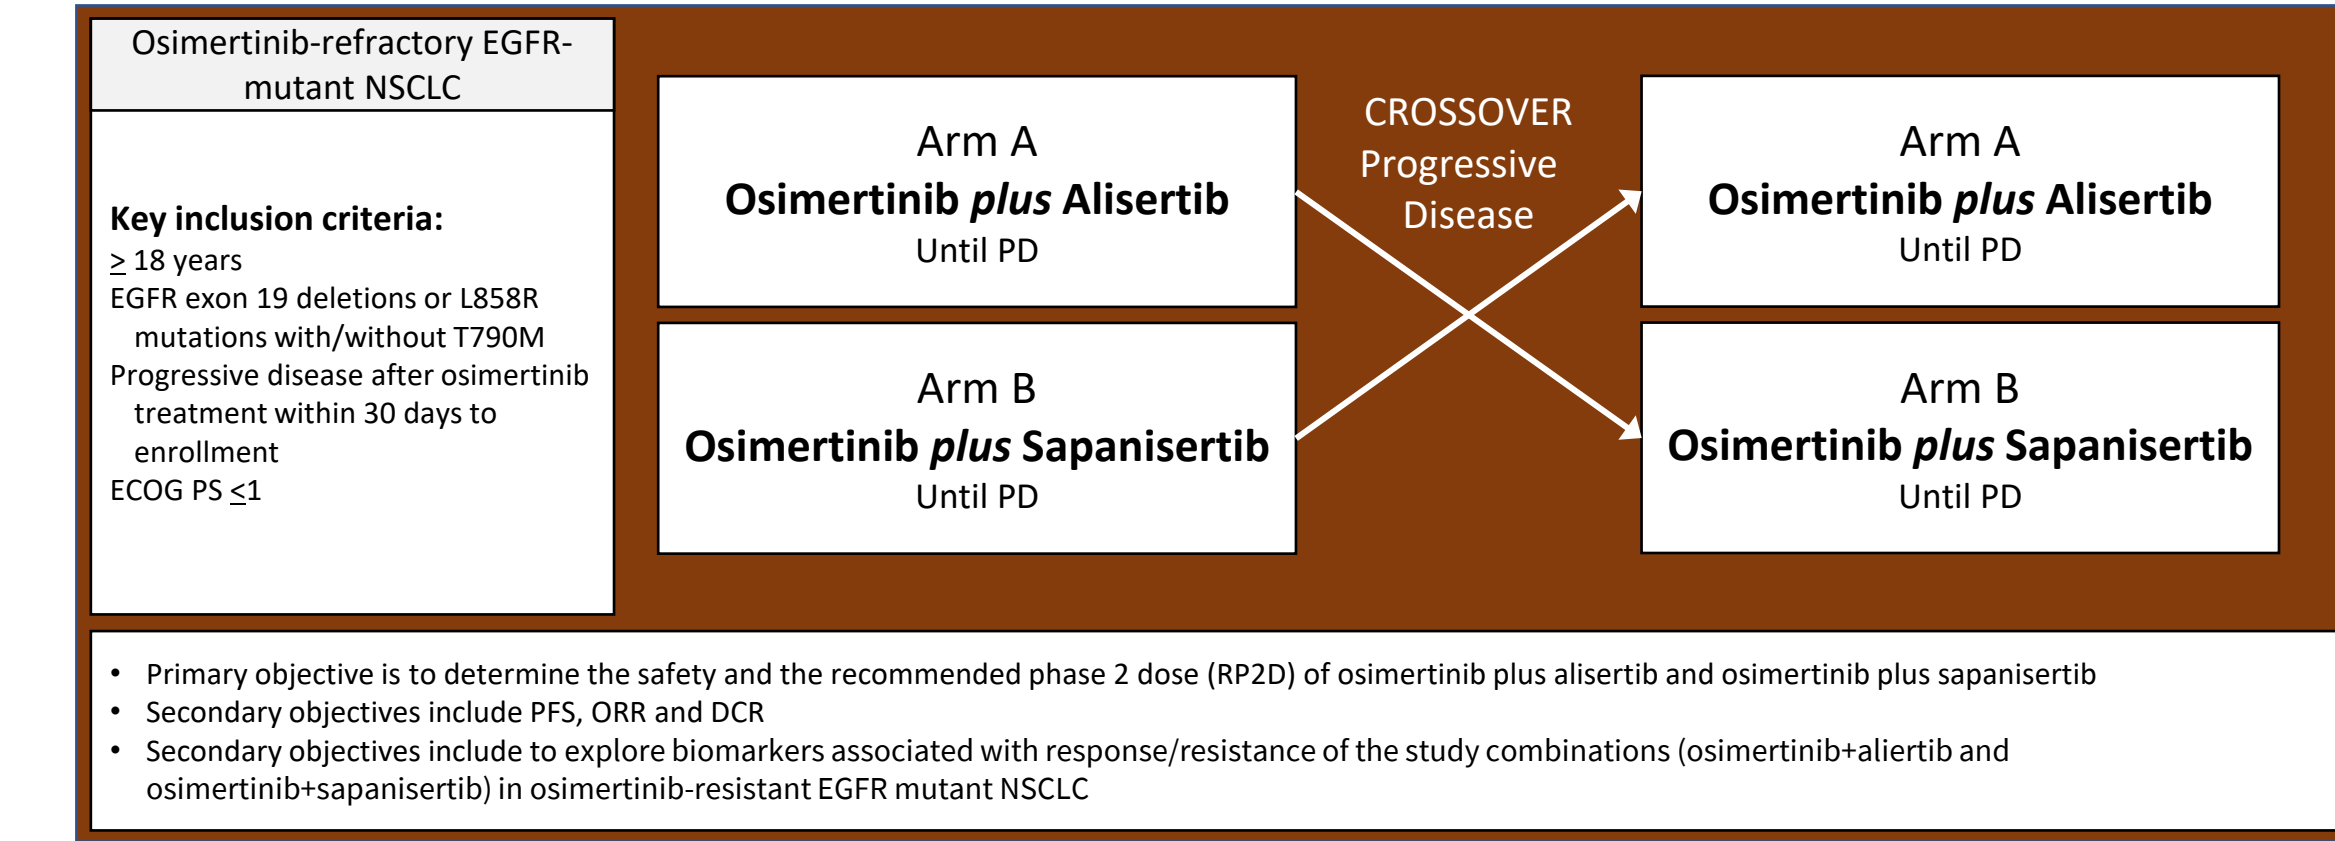 Osimertinib-refractory EGFR-
mutant NSCLC
Key inclusion criteria:
≥ 18 years
EGFR exon 19 deletions or L858R
mutations with/without T790M
Progressive disease after osimertinib
treatment within 30 days to
enrollment
ECOG PS ≤1
Arm A
Osimertinib plus Alisertib
Until PD
Arm B
Osimertinib plus Sapanisertib
Until PD
CROSSOVER
Progressive
Disease
Arm A
Osimertinib plus Alisertib
Until PD
Arm B
Osimertinib plus Sapanisertib
Until PD
• Primary objective is to determine the safety and the recommended phase 2 dose (RP2D) of osimertinib plus alisertib and osimertinib plus sapanisertib
• Secondary objectives include PFS, ORR and DCR
• Secondary objectives include to explore biomarkers associated with response/resistance of the study combinations (osimertinib+aliertib and
osimertinib+sapanisertib) in osimertinib-resistant EGFR mutant NSCLC